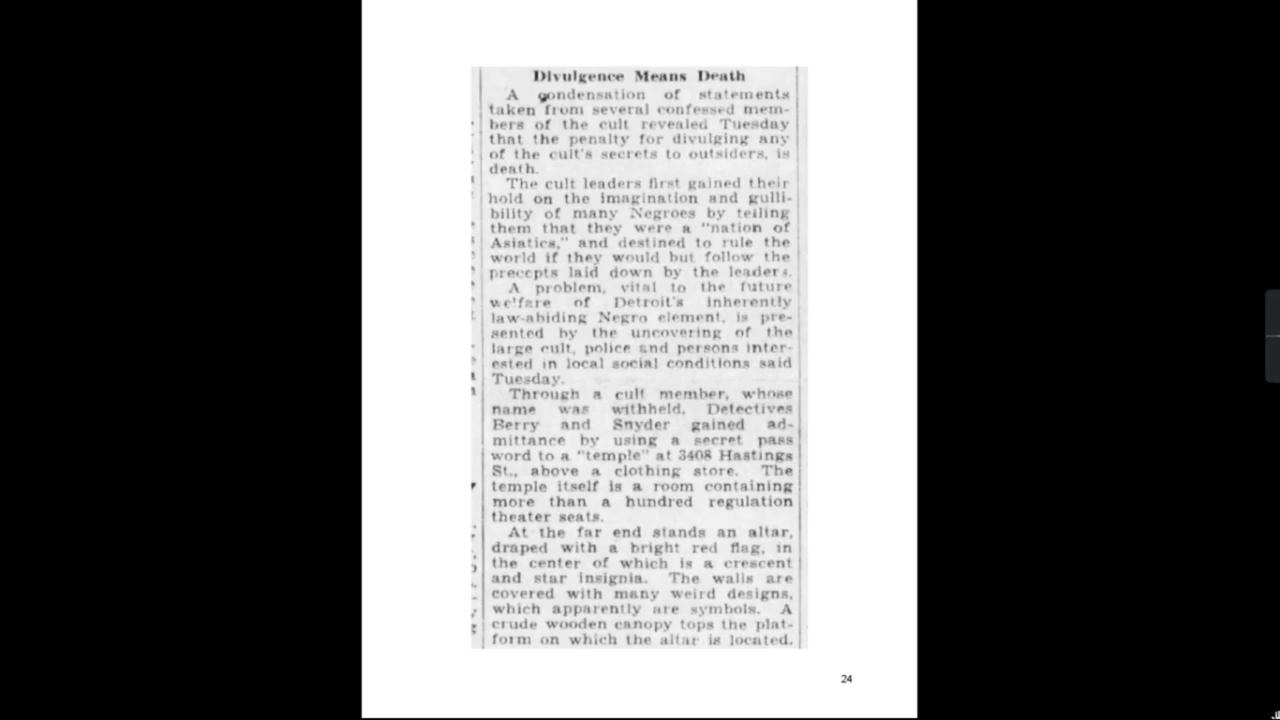 Divulgence Means Death
A condensation of statements
taken from several confessed mem-
bers of the cult revealed Tuesday
that the penalty for divulging any
of the cult's secrets to outsiders, is
death.
The cult leaders first gained their
hold on the imagination and gulli-
bility of many Negroes by telling
them that they were a "nation of
Asiatics," and destined to rule the
world if they would but follow the
precepts laid down by the leaders.
A problem, vital to the future
welfare of Detroit's inherently
law-abiding Negro element, is pre-
sented by the uncovering of the
large cult, police and persons inter-
ested in local social conditions said
Tuesday.
Through a cult member, whose
name was withheld, Detectives
Berry and Snyder gained ad-
mittance by using a secret pass
word to a "temple" at 3408 Hastings
St., above a clothing store. The
temple itself is a room containing
more than a hundred regulation
theater seats.
At the far end stands an altar,
draped with a bright red flag, in
the center of which is a crescent
and star insignia. The walls are
covered with many weird designs,
which apparently are symbols. A
crude wooden canopy tops the plat-
form on which the altar is located.
24